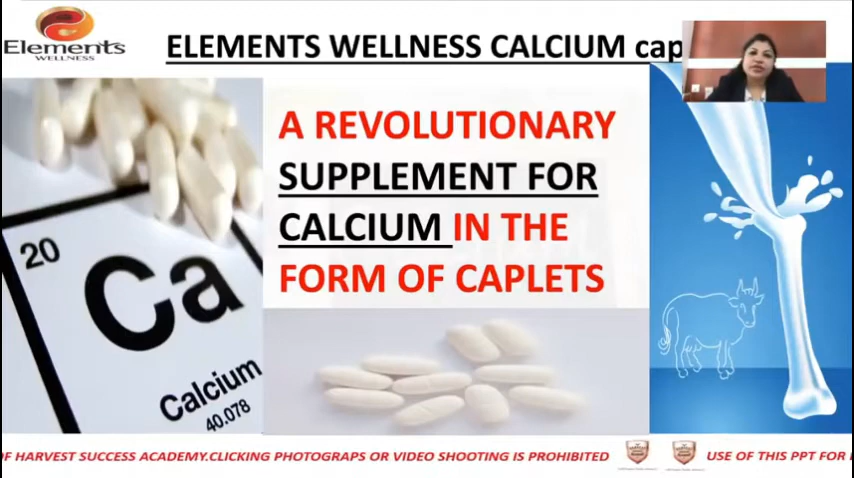 Elements
WELLNESS
ELEMENTS WELLNESS CALCIUM cap
A REVOLUTIONARY
SUPPLEMENT FOR
CALCIUM IN THE
FORM OF CAPLETS
20
Ca
Calcium
40.078
OF HARVEST SUCCESS ACADEMY.CLICKING PHOTOGRAPS OR VIDEO SHOOTING IS PROHIBITED
USE OF THIS PPT FOR